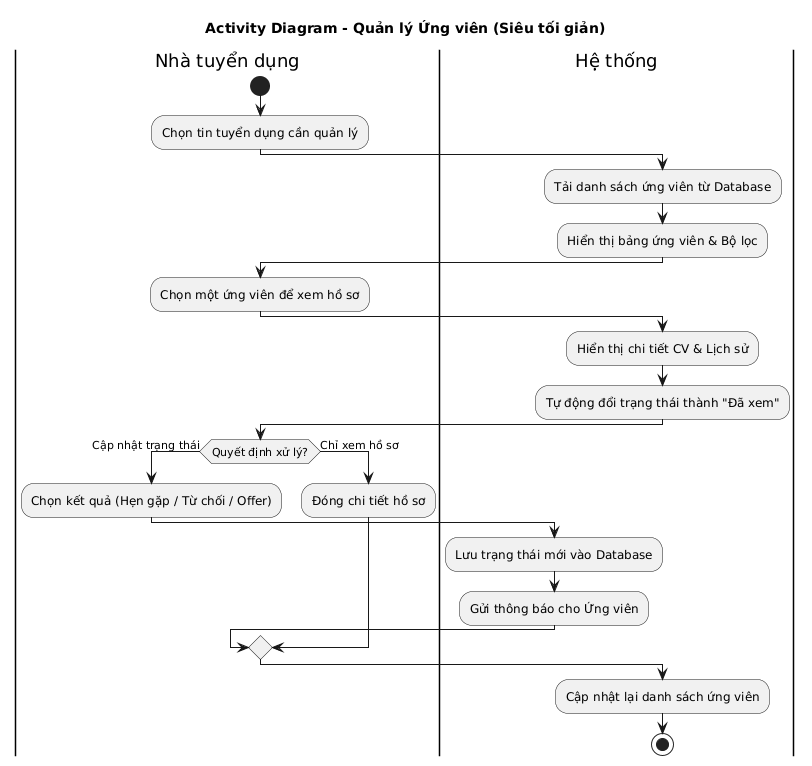 Activity Diagram - Quản lý Ứng viên (Siêu tối giản)
Nhà tuyển dụng
Hệ thống
Chọn tin tuyển dụng cần quản lý
Tải danh sách ứng viên từ Database
Hiển thị bảng ứng viên & Bộ lọc
Chọn một ứng viên để xem hồ sơ
Hiển thị chi tiết CV & Lịch sử
Tự động đổi trạng thái thành "Đã xem"
Quyết định xử lý?
Cập nhật trạng thái
Chỉ xem hồ sơ
Chọn kết quả (Hẹn gặp / Từ chối / Offer)
Đóng chi tiết hồ sơ
Lưu trạng thái mới vào Database
Gửi thông báo cho Ứng viên
Cập nhật lại danh sách ứng viên